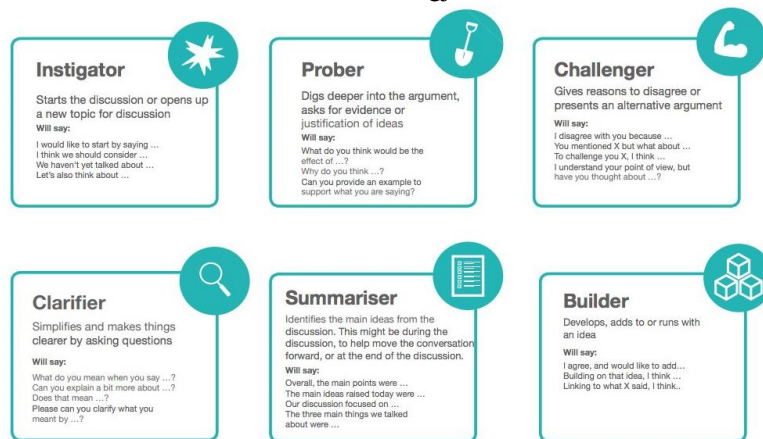 Instigator
Starts the discussion or opens up
a new topic for discussion
Will say:
I would like to start by saying ...
I think we should consider ...
We haven't yet talked about ...
Let's also think about ...
Prober
Digs deeper into the argument,
asks for evidence or
justification of ideas
Will say:
What do you think would be the
effect of ...?
Why do you think ...?
Can you provide an example to
support what you are saying?
Challenger
Gives reasons to disagree or
presents an alternative argument
Will say:
I disagree with you because ...
You mentioned X but what about ...
To challenge you X, I think ...
I understand your point of view, but
have you thought about ...?
Clarifier
Simplifies and makes things
clearer by asking questions
Will say:
What do you mean when you say ...?
Can you explain a bit more about ...?
Does that mean ...?
Please can you clarify what you
meant by ...?
Summariser
Identifies the main ideas from the
discussion. This might be during the
discussion, to help move the conversation
forward, or at the end of the discussion.
Will say:
Overall, the main points were ...
The main ideas raised today were ...
Our discussion focused on ...
The three main things we talked
about were ...
Builder
Develops, adds to or runs with
an idea
Will say:
I agree, and would like to add...
Building on that idea, I think ...
Linking to what X said, I think..